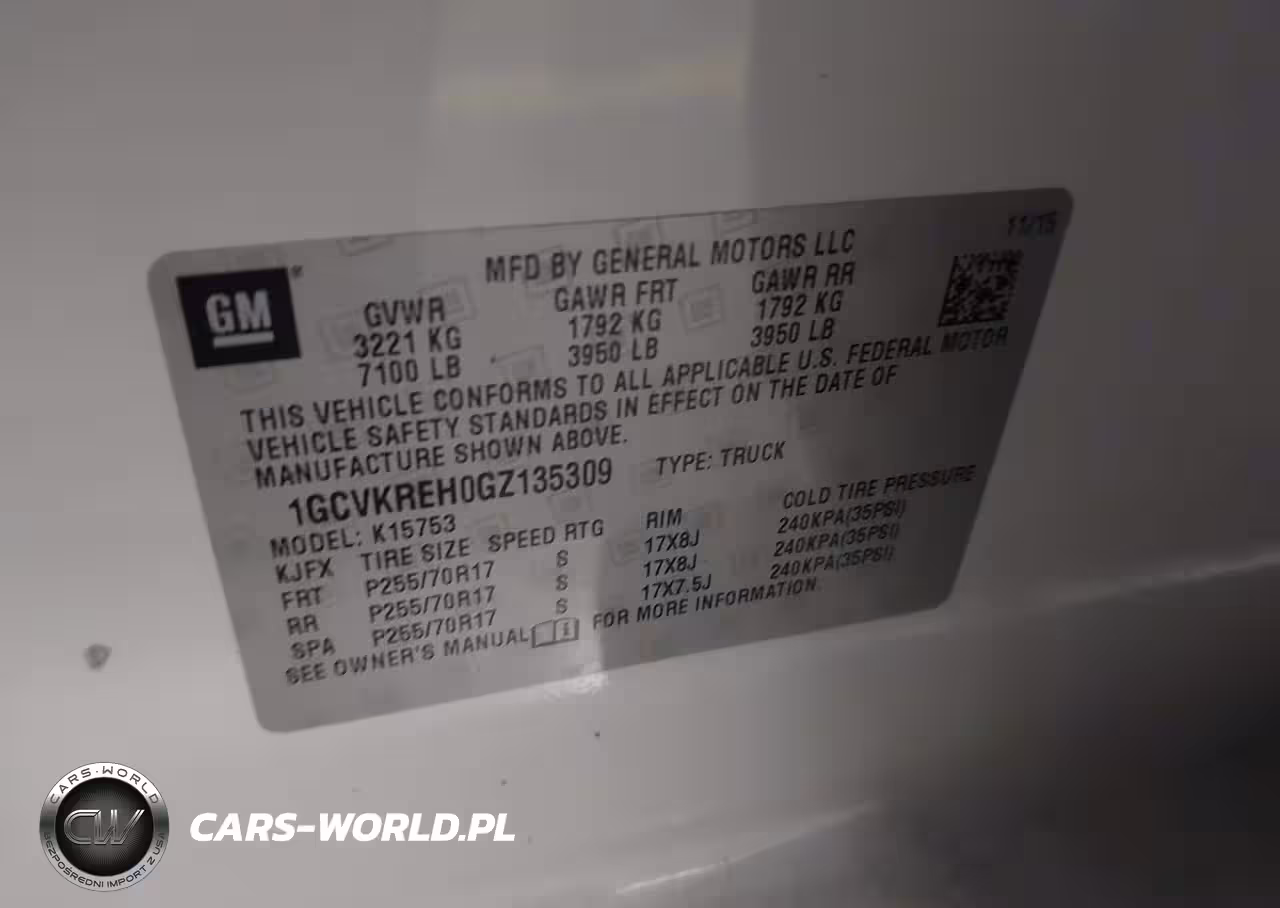 11/15
MFD BY GENERAL MOTORS LLC
GM
GVWR GAWR FRT GAWR RR
3221 KG 1792 KG 1792 KG
7100 LB 3950 LB 3950 LB
THIS VEHICLE CONFORMS TO ALL APPLICABLE U.S. FEDERAL MOTOR
VEHICLE SAFETY STANDARDS IN EFFECT ON THE DATE OF
MANUFACTURE SHOWN ABOVE.
1GCVKREH0GZ135309 TYPE: TRUCK
MODEL: K15753
KJFX TIRE SIZE SPEED RTG RIM COLD TIRE PRESSURE
FRT P255/70R17 S 17X8J 240KPA(35PSI)
RR P255/70R17 S 17X8J 240KPA(35PSI)
SPA P255/70R17 S 17X7.5J 240KPA(35PSI)
SEE OWNER'S MANUAL FOR MORE INFORMATION.
CARS-WORLD
CW
BEZPOŚREDNI IMPORT Z USA
CARS-WORLD.PL